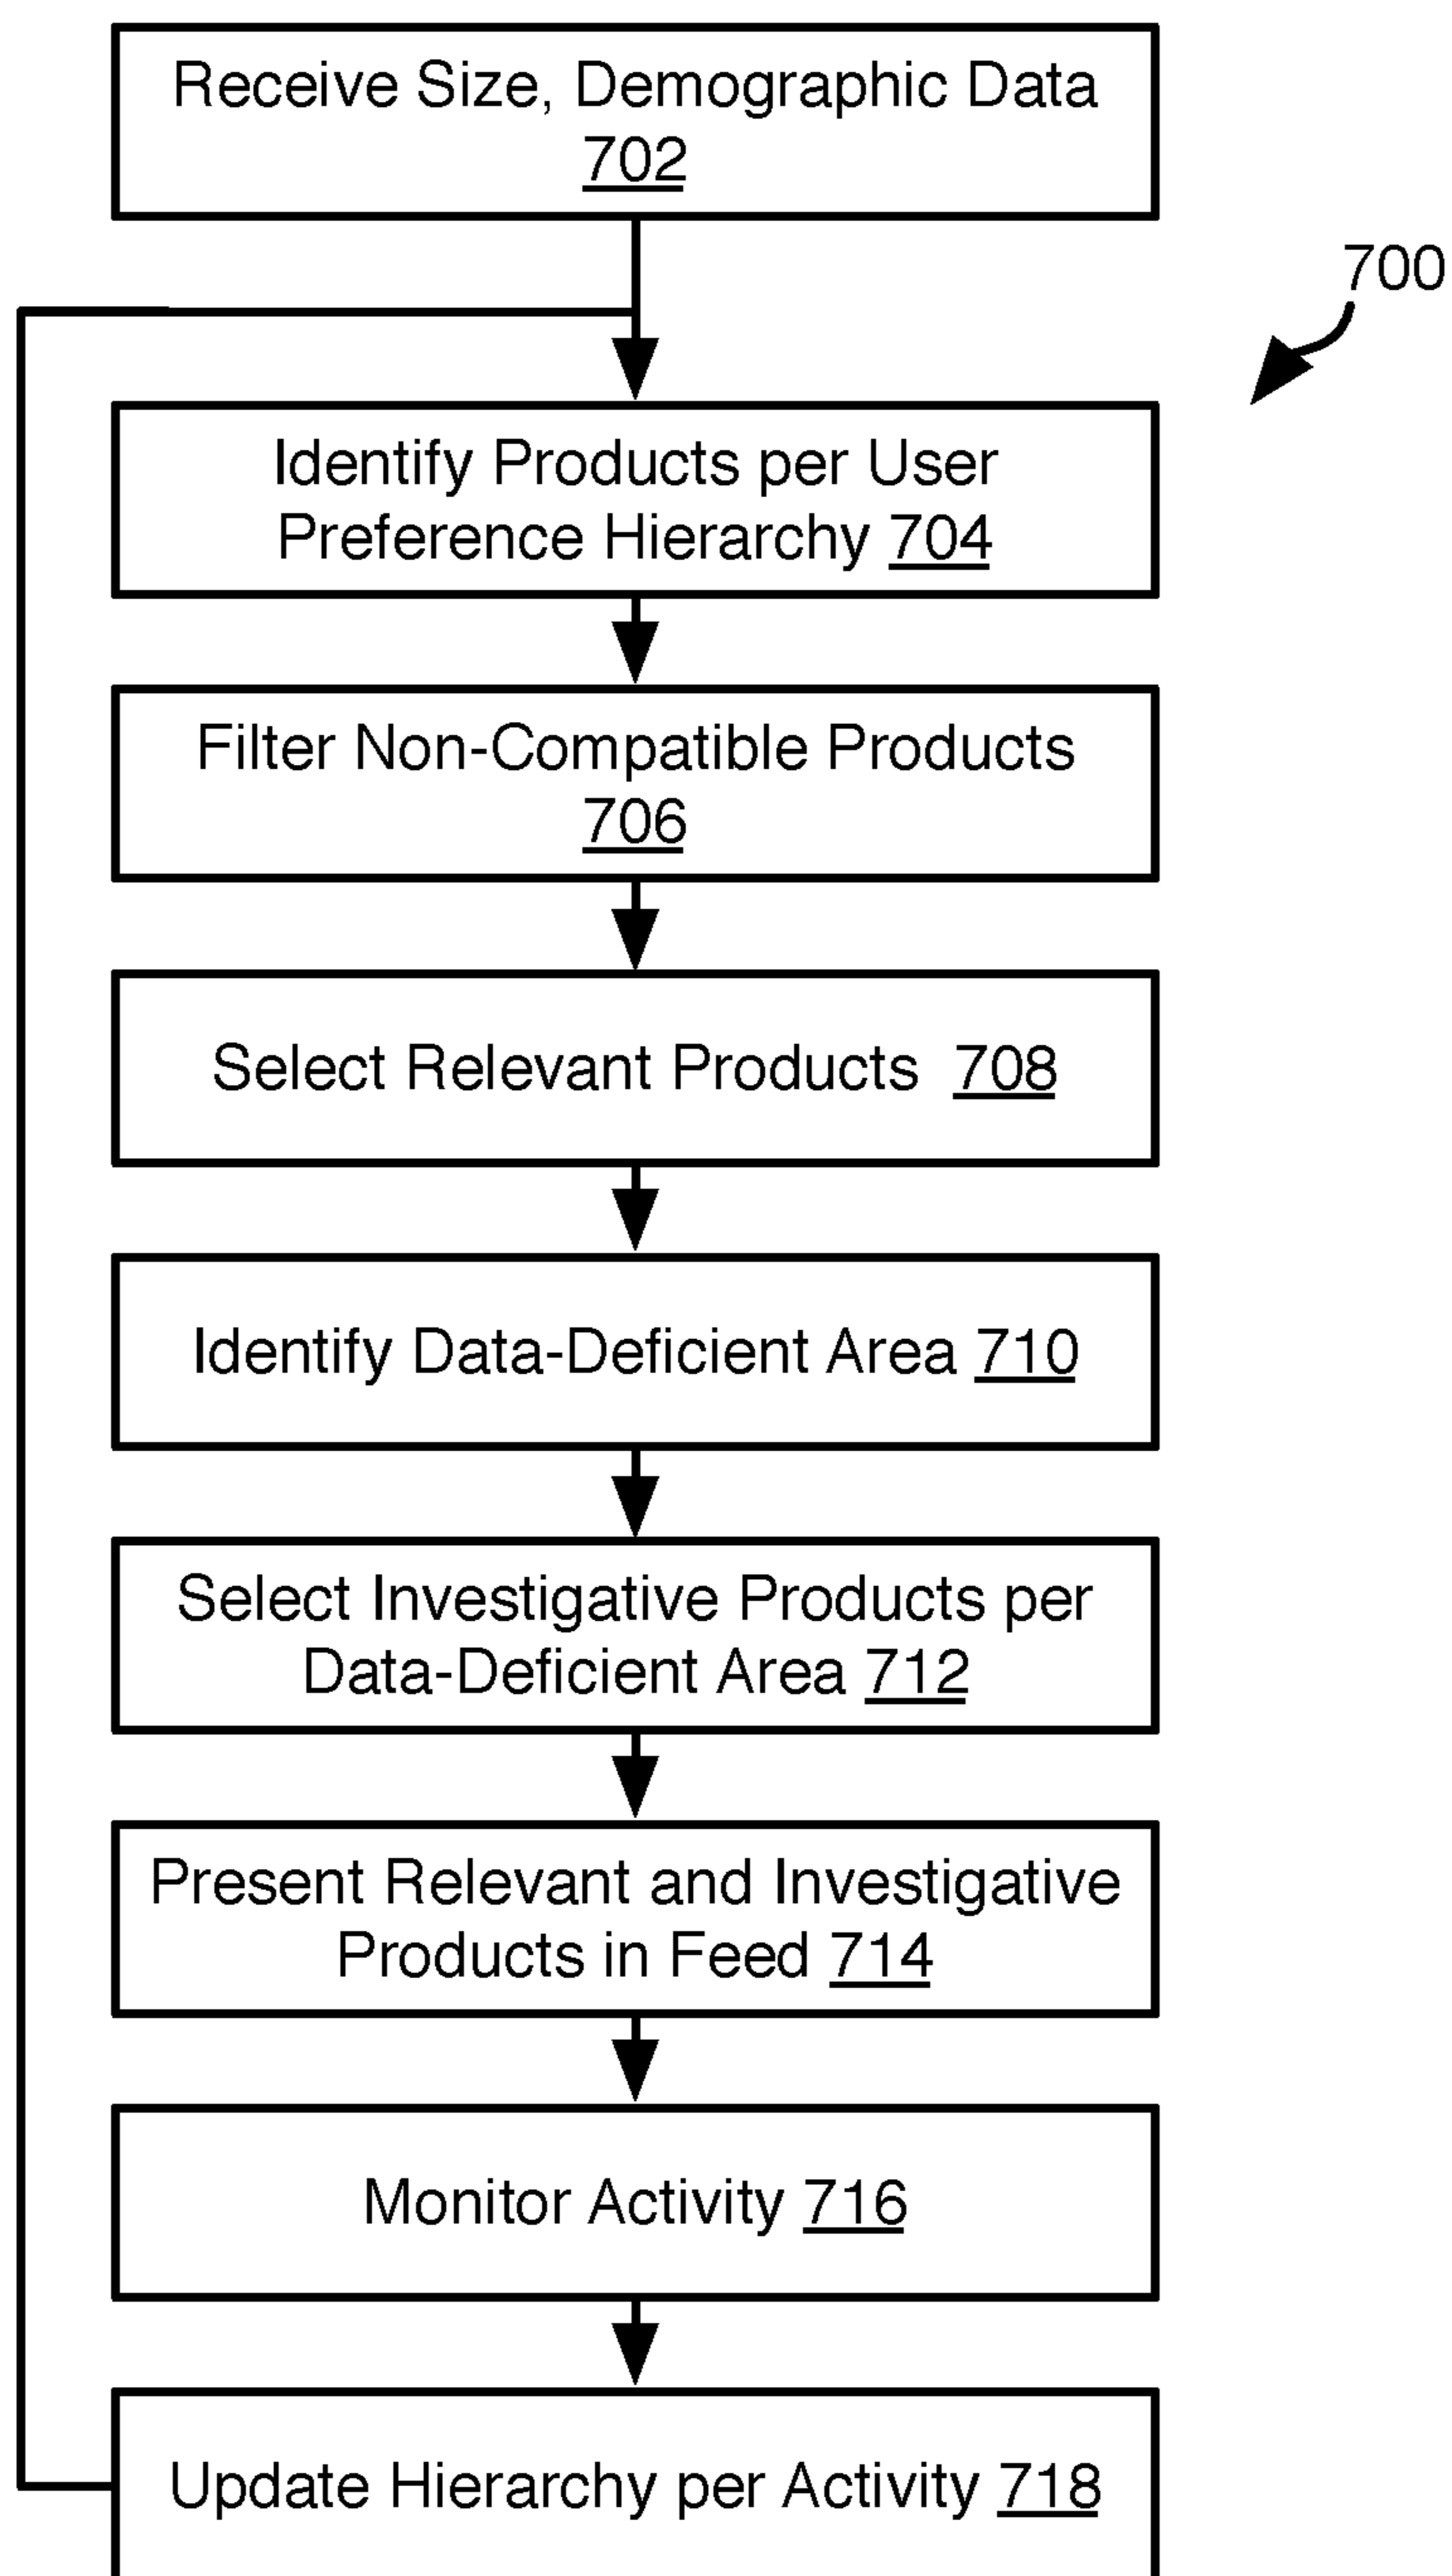 Receive Size, Demographic Data
702
700
Identify Products per User
Preference Hierarchy 704
Filter Non-Compatible Products
706
Select Relevant Products 708
Identify Data-Deficient Area 710
Select Investigative Products per
Data-Deficient Area 712
Present Relevant and Investigative
Products in Feed 714
Monitor Activity 716
Update Hierarchy per Activity 718